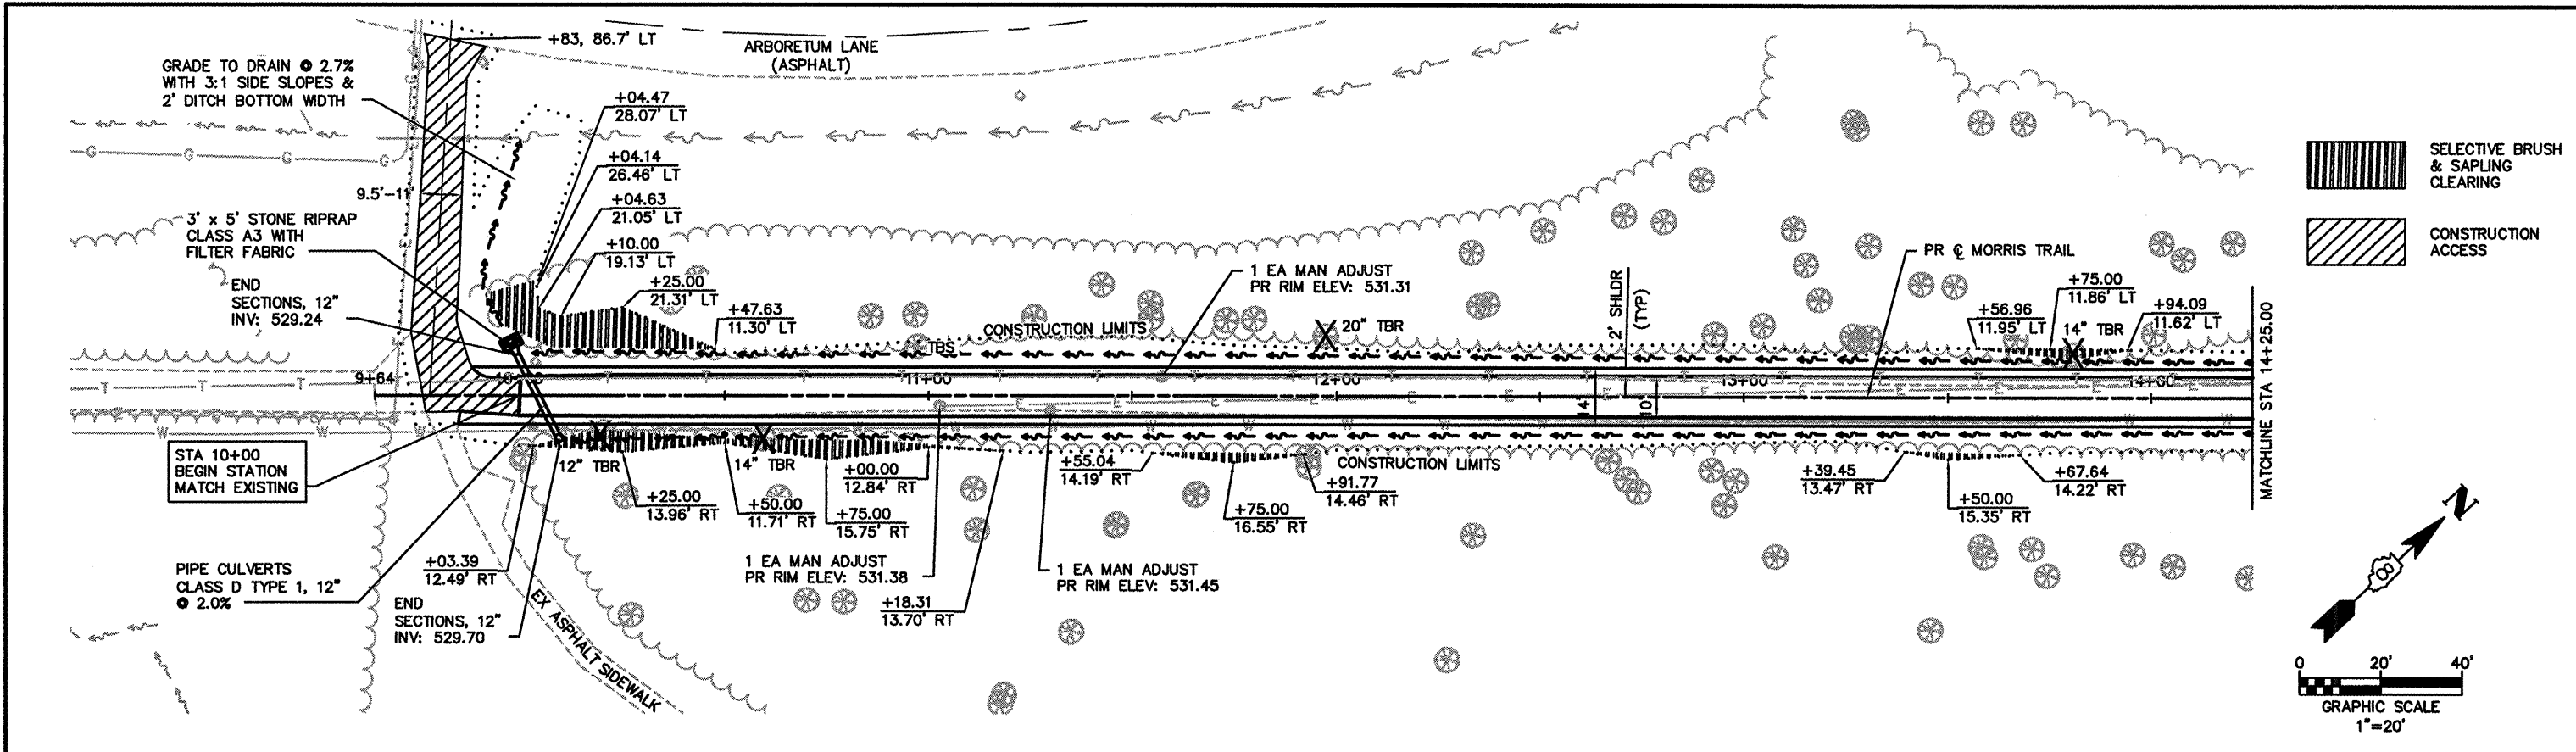 +83, 86.7' LT
ARBORETUM LANE
(ASPHALT)
GRADE TO DRAIN @ 2.7%
WITH 3:1 SIDE SLOPES &
2' DITCH BOTTOM WIDTH
+04.47
28.07' LT
+04.14
26.46' LT
+04.63
21.05' LT
+10.00
19.13' LT
+25.00
21.31' LT
+47.63
11.30' LT
G G G G
9.5'-11'
3' x 5' STONE RIPRAP
CLASS A3 WITH
FILTER FABRIC
END
SECTIONS, 12"
INV: 529.24
CONSTRUCTION LIMITS
TBS
1 EA MAN ADJUST
PR RIM ELEV: 531.31
20" TBR
2' SHLDR
(TYP)
PR ℄ MORRIS TRAIL
+56.96
11.95' LT
+75.00
11.86' LT
14" TBR
+94.09
11.62' LT
SELECTIVE BRUSH
& SAPLING
CLEARING
CONSTRUCTION
ACCESS
9+64
11+00
12+00
13+00
14+00
14'
10'
MATCHLINE STA 14+25.00
STA 10+00
BEGIN STATION
MATCH EXISTING
12" TBR
14" TBR
+25.00
13.96' RT
+50.00
11.71' RT
+75.00
15.75' RT
+00.00
12.84' RT
+55.04
14.19' RT
+75.00
16.55' RT
+91.77
14.46' RT
CONSTRUCTION LIMITS
+39.45
13.47' RT
+50.00
15.35' RT
+67.64
14.22' RT
+03.39
12.49' RT
PIPE CULVERTS
CLASS D TYPE 1, 12"
@ 2.0%
END
SECTIONS, 12"
INV: 529.70
EX ASPHALT SIDEWALK
1 EA MAN ADJUST
PR RIM ELEV: 531.38
+18.31
13.70' RT
1 EA MAN ADJUST
PR RIM ELEV: 531.45
N
0 20' 40'
GRAPHIC SCALE
1"=20'